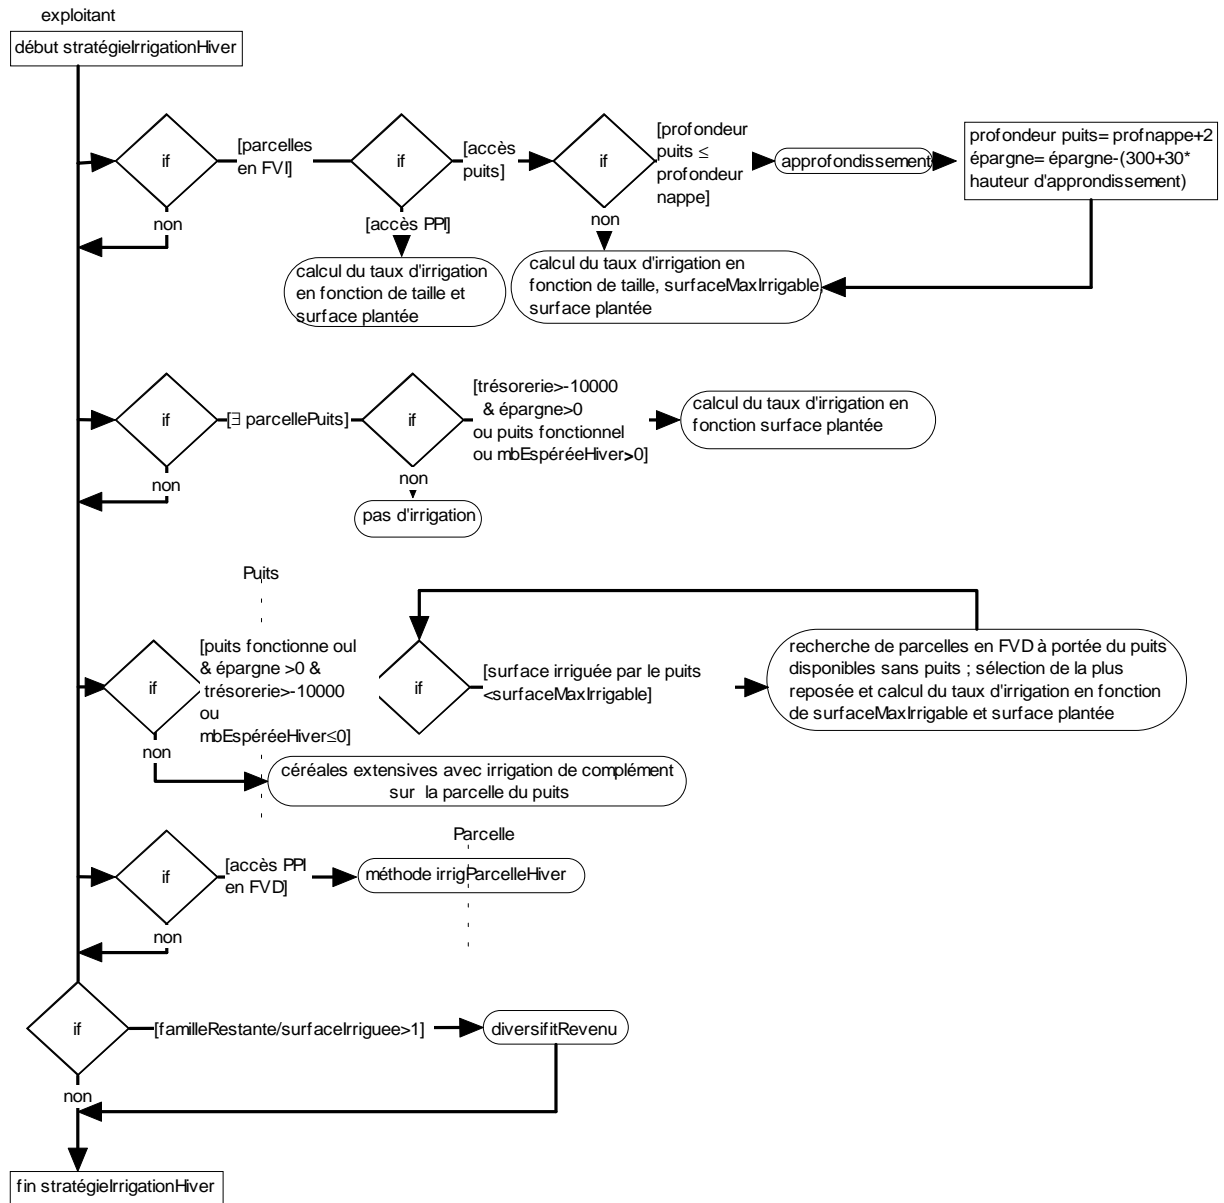 exploitant
début stratégieIrrigationHiver
if
[parcelles
en FVI]
non
if
[accès
puits]
[accès PPI]
if
[profondeur
puits ≤
profondeur
nappe]
non
approfondissement
profondeur puits= profnappe+2
épargne= épargne-(300+30*
hauteur d'approndissement)
calcul du taux d'irrigation
en fonction de taille et
surface plantée
calcul du taux d'irrigation en
fonction de taille, surfaceMaxIrrigable
surface plantée
if
[∃ parcellePuits]
non
if
[trésorerie>-10000
& épargne>0
ou puits fonctionnel
ou mbEspéréeHiver>0]
non
calcul du taux d'irrigation en
fonction surface plantée
pas d'irrigation
Puits
if
[puits fonctionne oul
& épargne >0 &
trésorerie>-10000
ou
mbEspéréeHiver≤0]
non
if
[surface irriguée par le puits
<surfaceMaxIrrigable]
recherche de parcelles en FVD à portée du puits
disponibles sans puits ; sélection de la plus
reposée et calcul du taux d'irrigation en fonction
de surfaceMaxIrrigable et surface plantée
céréales extensives avec irrigation de complément
sur la parcelle du puits
Parcelle
if
[accès PPI
en FVD]
non
méthode irrigParcelleHiver
if
[familleRestante/surfaceIrriguee>1]
diversifitRevenu
non
fin stratégieIrrigationHiver